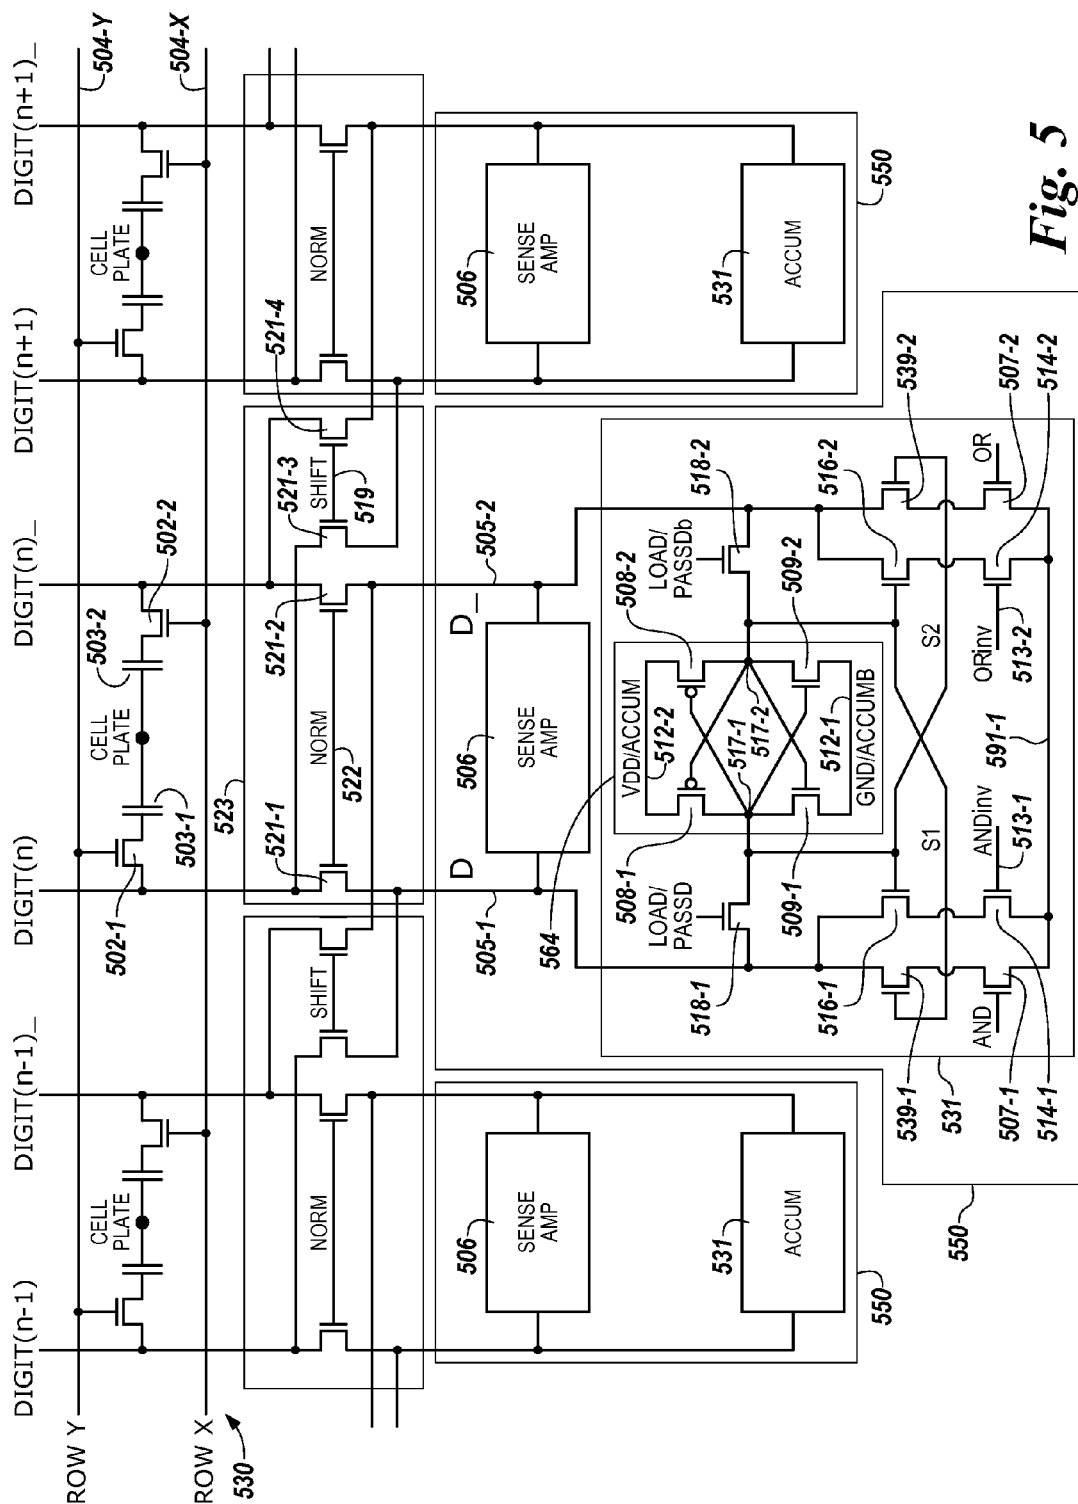 DIGIT(n-1)
DIGIT(n-1)_
DIGIT(n)
DIGIT(n)_
DIGIT(n+1)
DIGIT(n+1)_
ROW Y
504-Y
ROW X
504-X
530
CELL
PLATE
502-1
503-1
CELL
PLATE
503-2
502-2
CELL
PLATE
NORM
SHIFT
523
521-1
NORM
522
521-2
521-3
SHIFT
519
521-4
NORM
505-1
D
D_
505-2
506
SENSE
AMP
506
SENSE
AMP
506
SENSE
AMP
531
ACCUM
550
531
ACCUM
550
564
LOAD/
PASSD
518-1
508-1
VDD/ACCUM
512-2
508-2
LOAD/
PASSDb
518-2
517-1
517-2
509-1
GND/ACCUMB
512-1
509-2
516-1
S1
S2
516-2
539-1
539-2
AND
507-1
ANDinv
513-1
514-1
ORinv
513-2
514-2
OR
507-2
591-1
531
550
Fig. 5